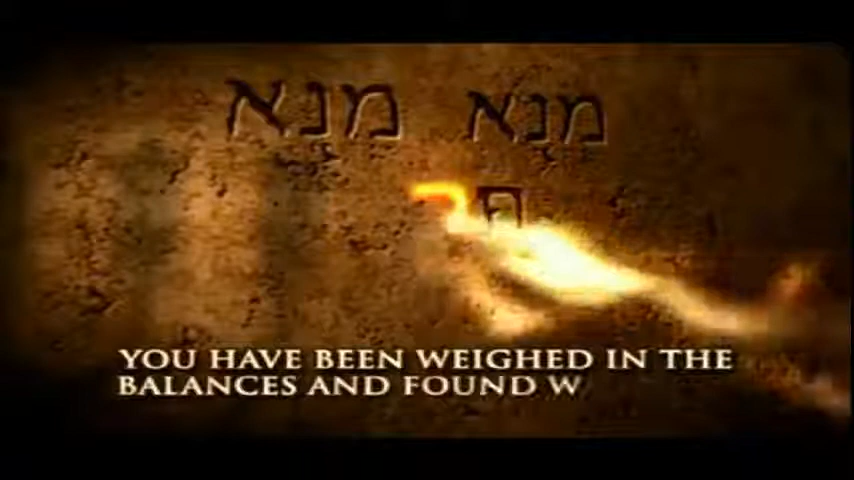 מנא מנא
YOU HAVE BEEN WEIGHED IN THE
BALANCES AND FOUND W